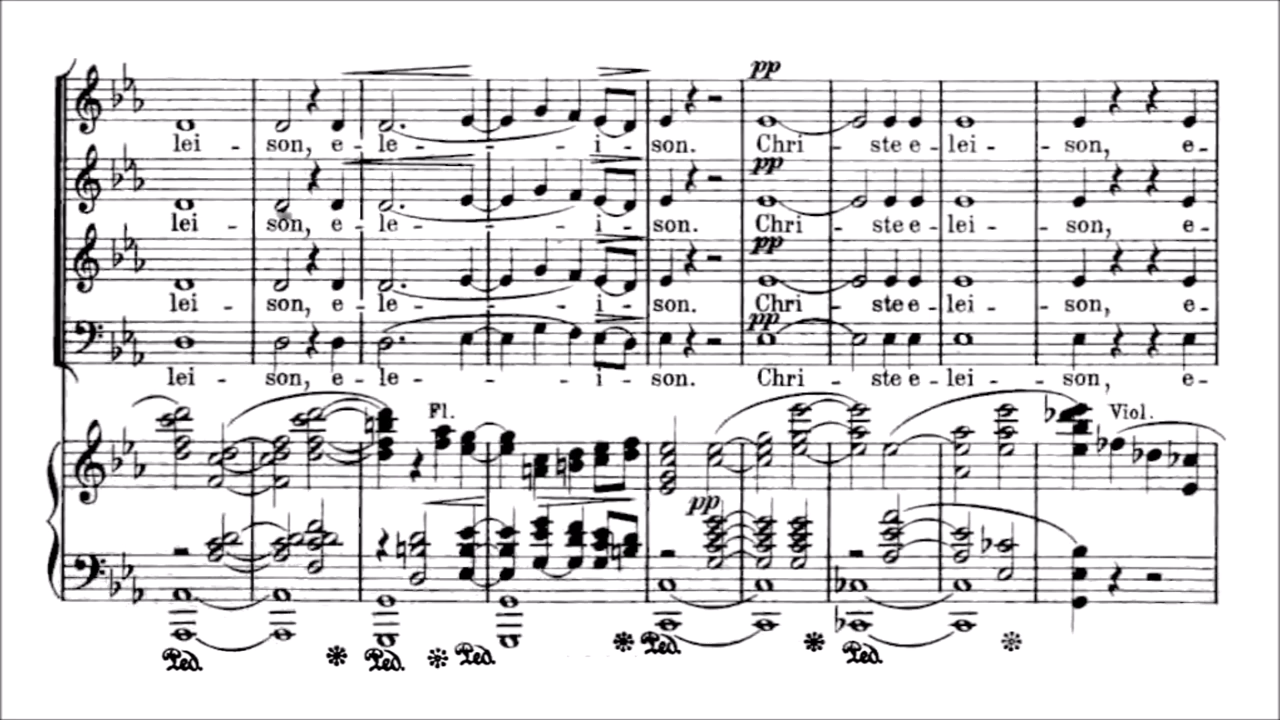 lei - son, e - le - - - i - son. Chri - ste e - lei - - son, e-
pp
lei - son, e - le - - - i - son. Chri - ste e - lei - - son, e-
pp
lei - son, e - le - - - i - son. Chri - ste e - lei - - son, e-
pp
lei - son, e - le - - - i - son. Chri - ste e - lei - - son, e-
pp
Fl. Viol.
pp
Ped. Ped. Ped. Ped. Ped.